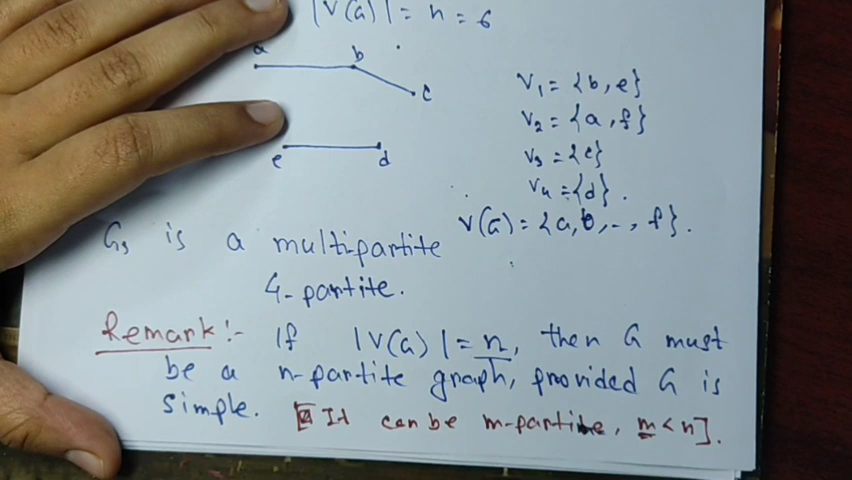 |V(G)| = n = 6
a b c
V1 = {b, e}
V2 = {a, f}
V3 = {c}
e d
V4 = {d}.
V(G) = {a, b, .., f}.
G3 is a multipartite
4-partite.
Remark:- If |V(G)| = n, then G must
be a n-partite graph, provided G is
simple. [It can be m-partite, m < n].